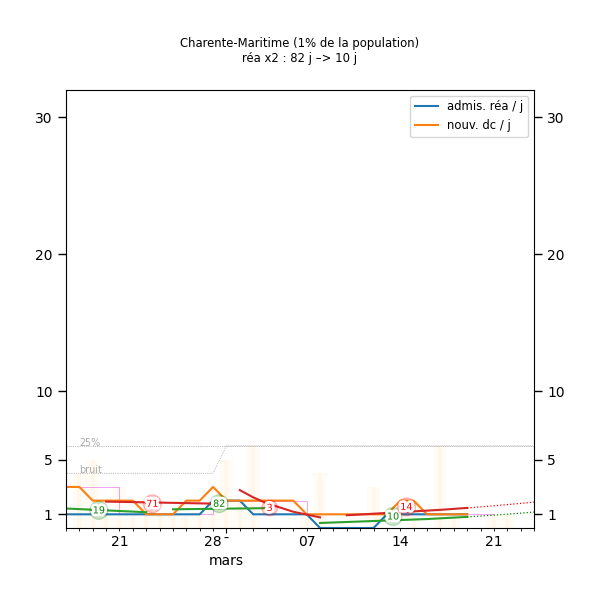 Charente-Maritime (1% de la population)
réa x2 : 82 j –> 10 j
admis. réa / j
nouv. dc / j
30 30
20 20
10 10
25%
5 5
bruit
19 71 82 3 10 14
1 1
21 28 07 14 21
mars